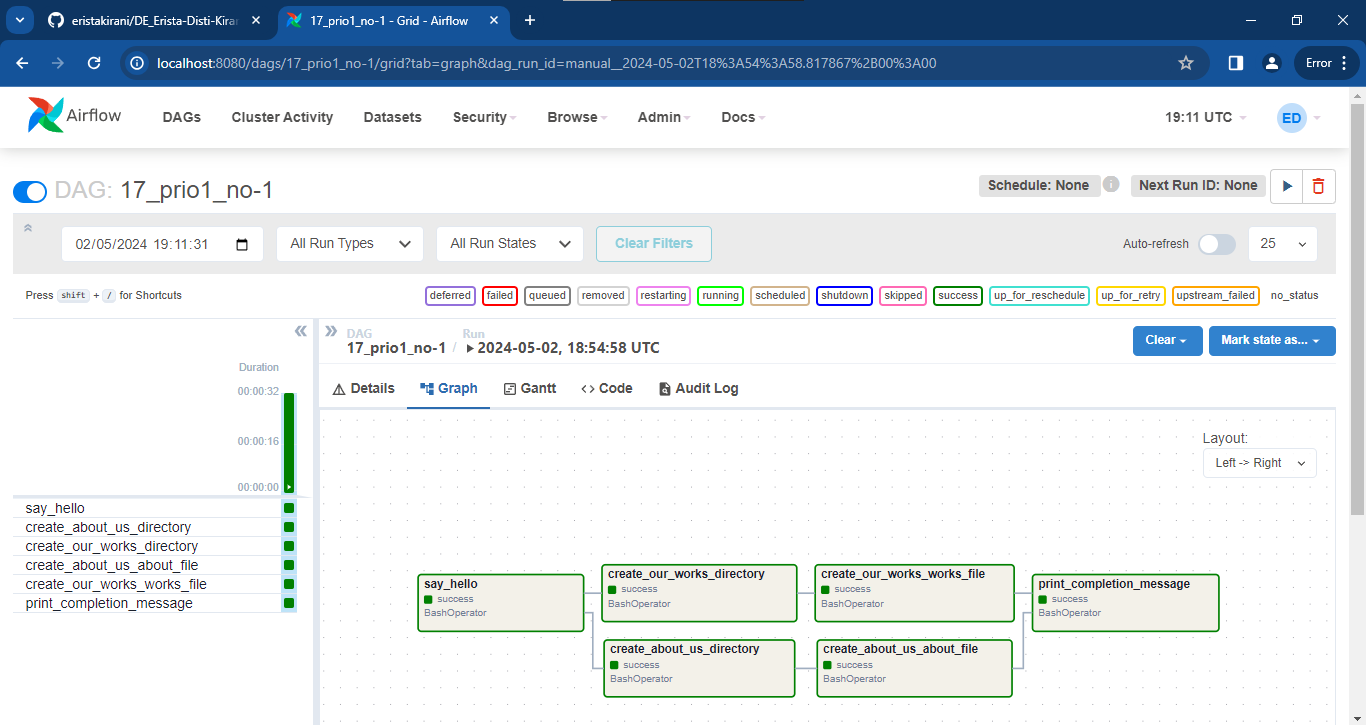 eristakirani/DE_Erista-Disti-Kirar
17_prio1_no-1 - Grid - Airflow
localhost:8080/dags/17_prio1_no-1/grid?tab=graph&dag_run_id=manual__2024-05-02T18%3A54%3A58.817867%2B00%3A00
Error
Airflow
DAGs
Cluster Activity
Datasets
Security
Browse
Admin
Docs
19:11 UTC
ED
DAG: 17_prio1_no-1
Schedule: None
Next Run ID: None
02/05/2024 19:11:31
All Run Types
All Run States
Clear Filters
Auto-refresh
25
Press shift + / for Shortcuts
deferred
failed
queued
removed
restarting
running
scheduled
shutdown
skipped
success
up_for_reschedule
up_for_retry
upstream_failed
no_status
DAG
17_prio1_no-1 /
Run
2024-05-02, 18:54:58 UTC
Clear
Mark state as...
Duration
00:00:32
00:00:16
00:00:00
say_hello
create_about_us_directory
create_our_works_directory
create_about_us_about_file
create_our_works_works_file
print_completion_message
Details
Graph
Gantt
Code
Audit Log
Layout:
Left -> Right
say_hello
success
BashOperator
create_our_works_directory
success
BashOperator
create_our_works_works_file
success
BashOperator
print_completion_message
success
BashOperator
create_about_us_directory
success
BashOperator
create_about_us_about_file
success
BashOperator